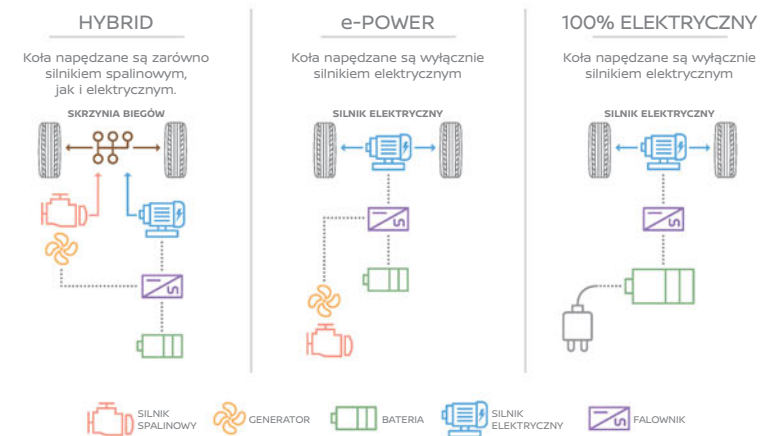 HYBRID
Koła napędzane są zarówno
silnikiem spalinowym,
jak i elektrycznym.
SKRZYNIA BIEGÓW
e-POWER
Koła napędzane są wyłącznie
silnikiem elektrycznym
SILNIK ELEKTRYCZNY
100% ELEKTRYCZNY
Koła napędzane są wyłącznie
silnikiem elektrycznym
SILNIK ELEKTRYCZNY
SILNIK
SPALINOWY
GENERATOR
BATERIA
SILNIK
ELEKTRYCZNY
FALOWNIK